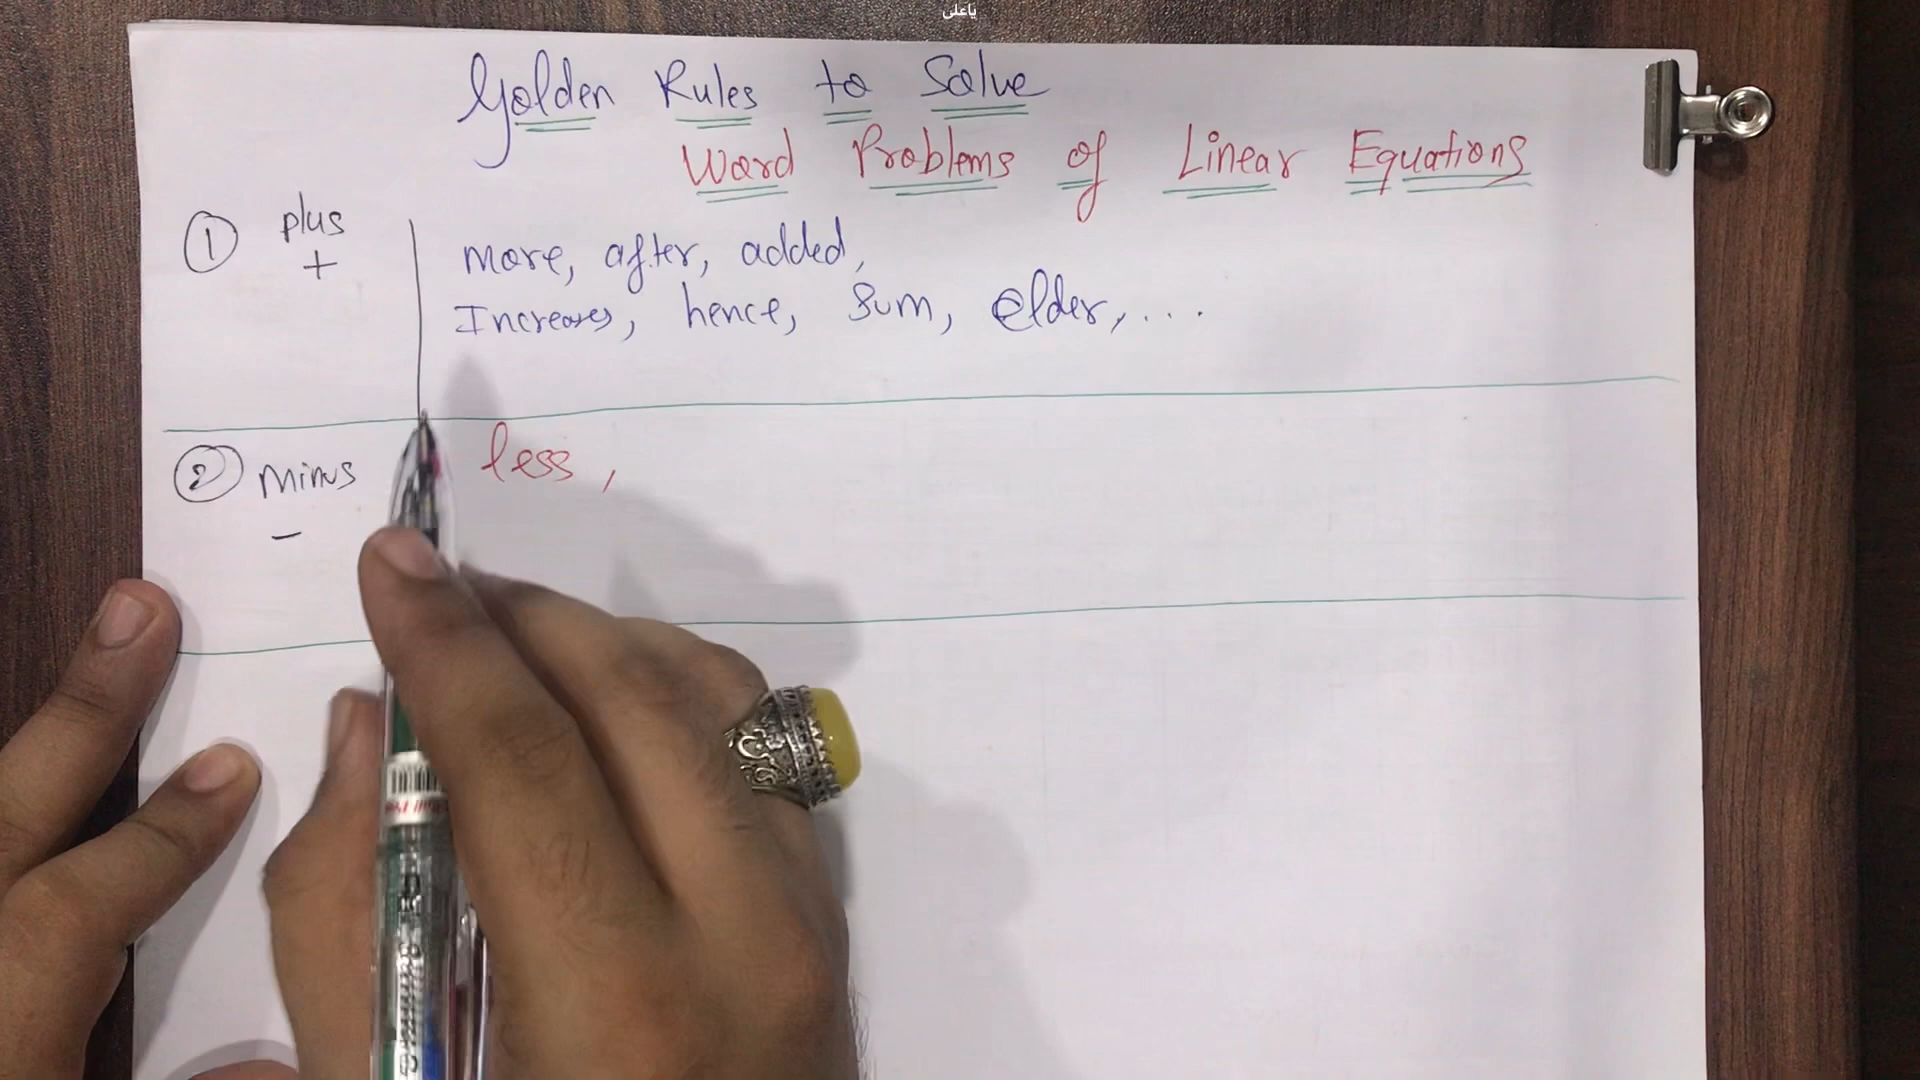 ياعلى
Golden Rules to Solve
Word Problems of Linear Equations
1 plus
+
more, after, added,
Increases, hence, Sum, elder, ...
2 minus
-
less,